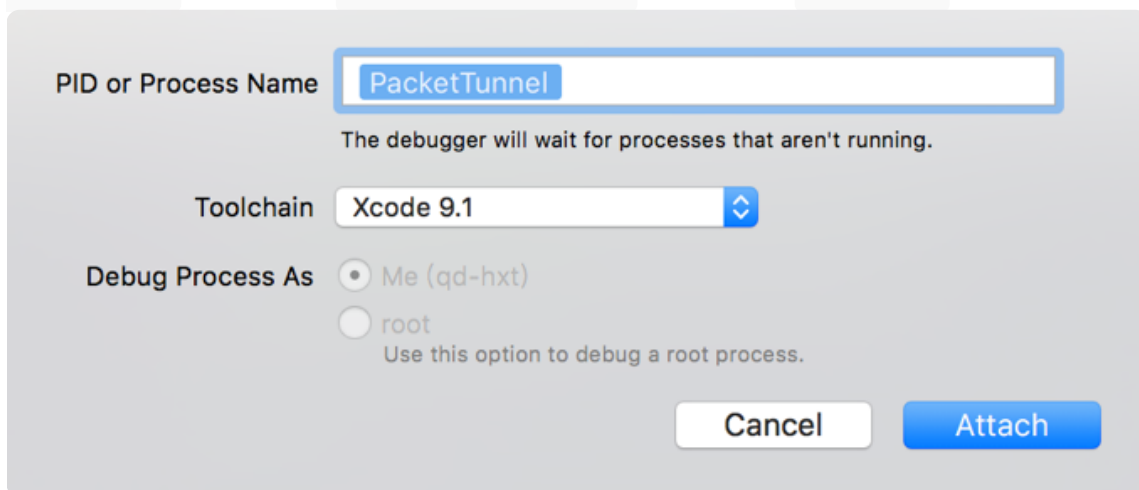 PID or Process Name PacketTunnel
The debugger will wait for processes that aren't running.
Toolchain Xcode 9.1
Debug Process As Me (qd-hxt)
root
Use this option to debug a root process.
Cancel Attach